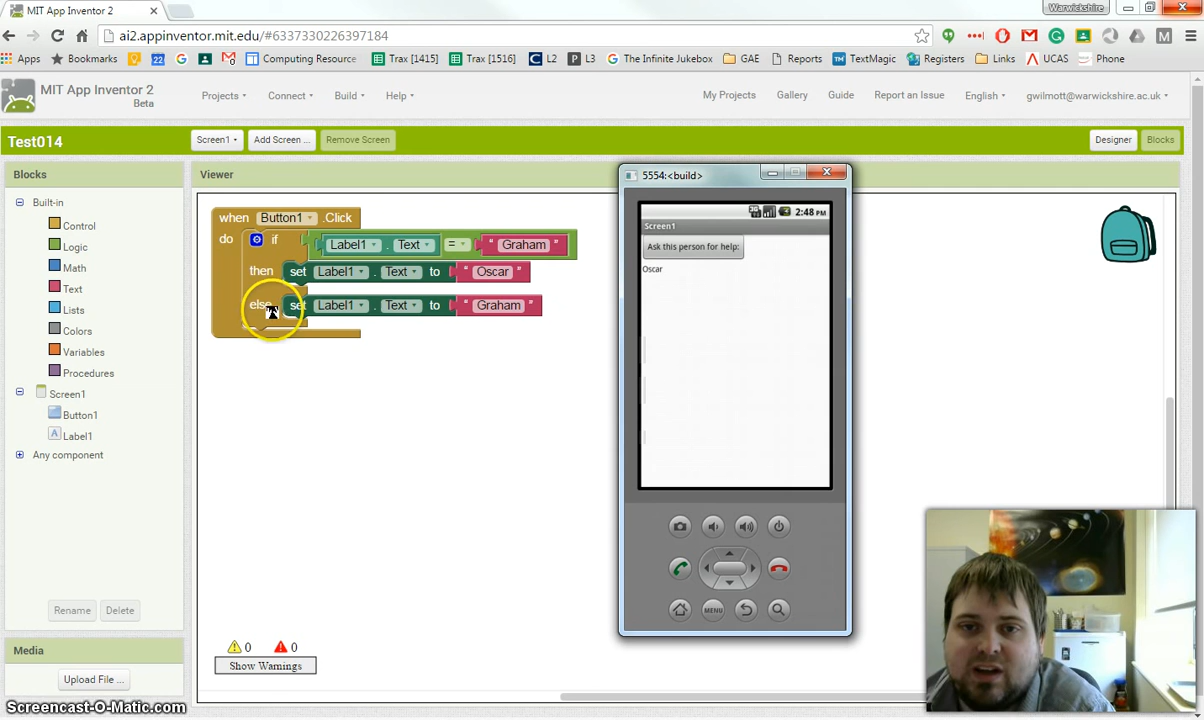 MIT App Inventor 2
Warwickshire
ai2.appinventor.mit.edu/#6337330226397184
Apps Bookmarks 22 Computing Resource Trax [1415] Trax [1516] L2 L3 The Infinite Jukebox GAE Reports TextMagic Registers Links UCAS Phone
MIT App Inventor 2
Beta
Projects Connect Build Help My Projects Gallery Guide Report an Issue English gwilmott@warwickshire.ac.uk
Test014 Screen1 Add Screen ... Remove Screen Designer Blocks
Blocks
Built-in
Control
Logic
Math
Text
Lists
Colors
Variables
Procedures
Screen1
Button1
Label1
Any component
Rename Delete
Media
Upload File ...
Viewer
when Button1 .Click
do if Label1 . Text = " Graham "
then set Label1 . Text to " Oscar "
else set Label1 . Text to " Graham "
0 0
Show Warnings
5554:<build>
3G 2:48 PM
Screen1
Ask this person for help:
Oscar
MENU
Screencast-O-Matic.com